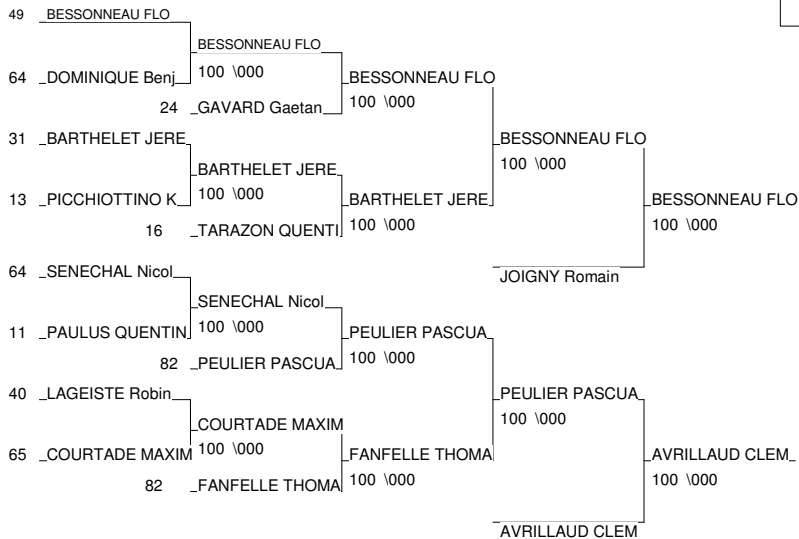 49 BESSONNEAU FLO
BESSONNEAU FLO
64 DOMINIQUE Benj
100 \000
BESSONNEAU FLO
24 GAVARD Gaetan
100 \000
31 BARTHELET JERE
BESSONNEAU FLO
100 \000
BARTHELET JERE
13 PICCHIOTTINO K
100 \000
BARTHELET JERE
BESSONNEAU FLO
16 TARAZON QUENTI
100 \000
100 \000
64 SENECHAL Nicol
JOIGNY Romain
SENECHAL Nicol
11 PAULUS QUENTIN
100 \000
PEULIER PASCUA
82 PEULIER PASCUA
100 \000
40 LAGEISTE Robin
PEULIER PASCUA
100 \000
COURTADE MAXIM
65 COURTADE MAXIM
100 \000
FANFELLE THOMA
AVRILLAUD CLEM
82 FANFELLE THOMA
100 \000
100 \000
AVRILLAUD CLEM